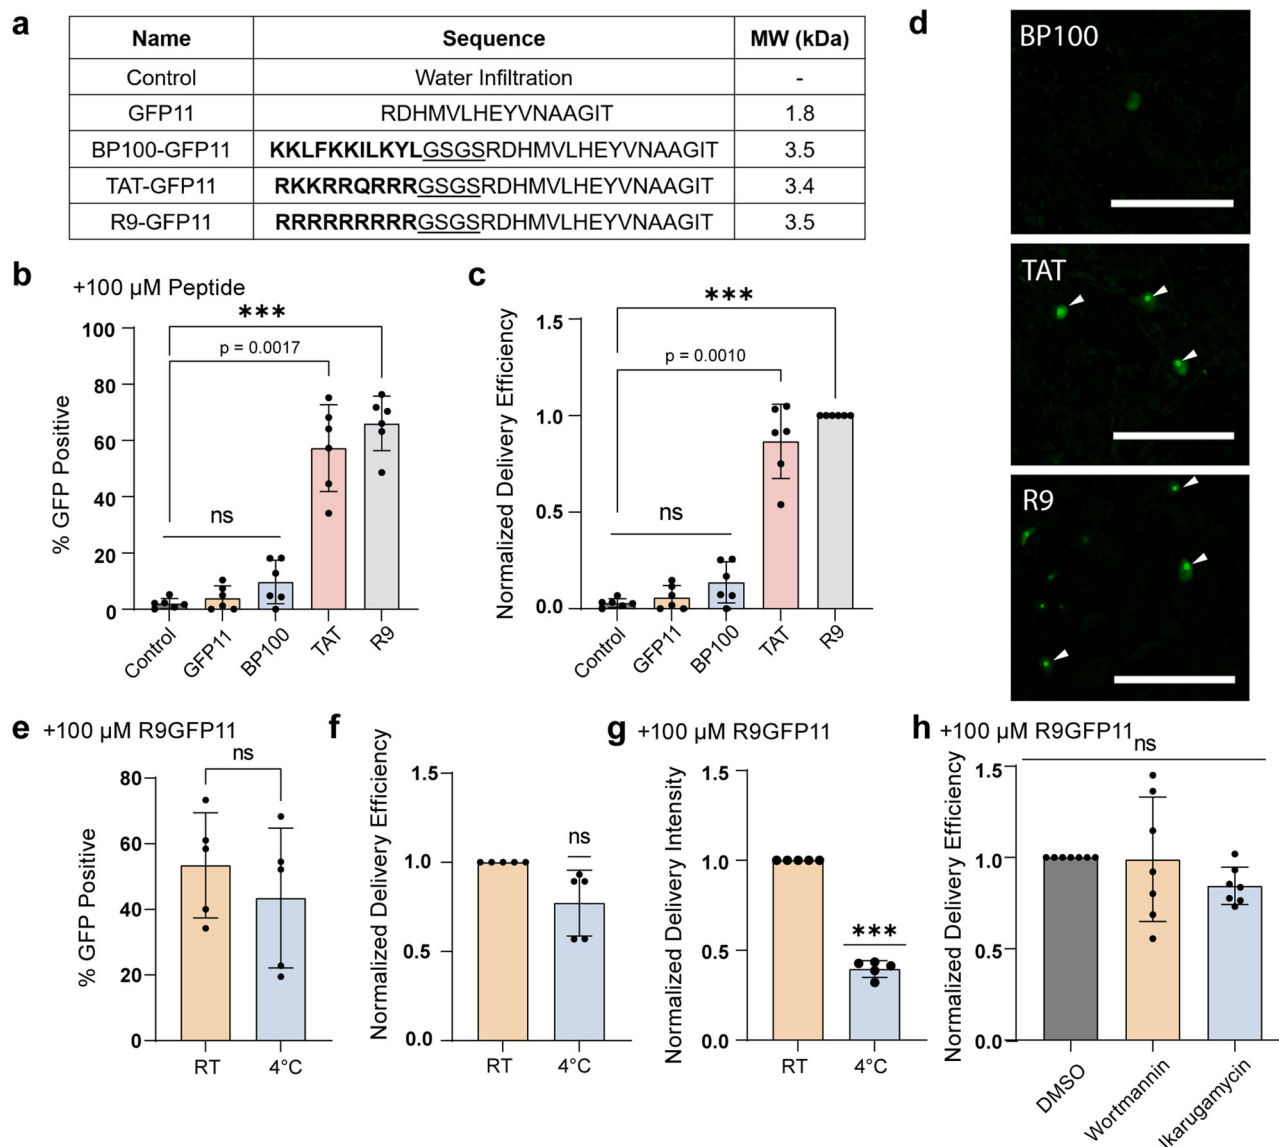 a
Name Sequence MW (kDa)
Control Water Infiltration -
GFP11 RDHMVLHEYVNAAGIT 1.8
BP100-GFP11 KKLFKKILKYLGSGSRDHMVLHEYVNAAGIT 3.5
TAT-GFP11 RKKRRQRRRGSGSRDHMVLHEYVNAAGIT 3.4
R9-GFP11 RRRRRRRRRGSGSRDHMVLHEYVNAAGIT 3.5
b
+100 µM Peptide
% GFP Positive
100
80
60
40
20
0
***
p = 0.0017
ns
Control
GFP11
BP100
TAT
R9
c
Normalized Delivery Efficiency
1.5
1.0
0.5
0.0
***
p = 0.0010
ns
Control
GFP11
BP100
TAT
R9
d
BP100
TAT
R9
e
+100 µM R9GFP11
% GFP Positive
80
60
40
20
0
ns
RT 4°C
f
Normalized Delivery Efficiency
1.5
1.0
0.5
0.0
ns
RT 4°C
g
+100 µM R9GFP11
Normalized Delivery Intensity
1.5
1.0
0.5
0.0
***
RT 4°C
h
+100 µM R9GFP11
Normalized Delivery Efficiency
1.5
1.0
0.5
0.0
ns
DMSO
Wortmannin
Ikarugamycin